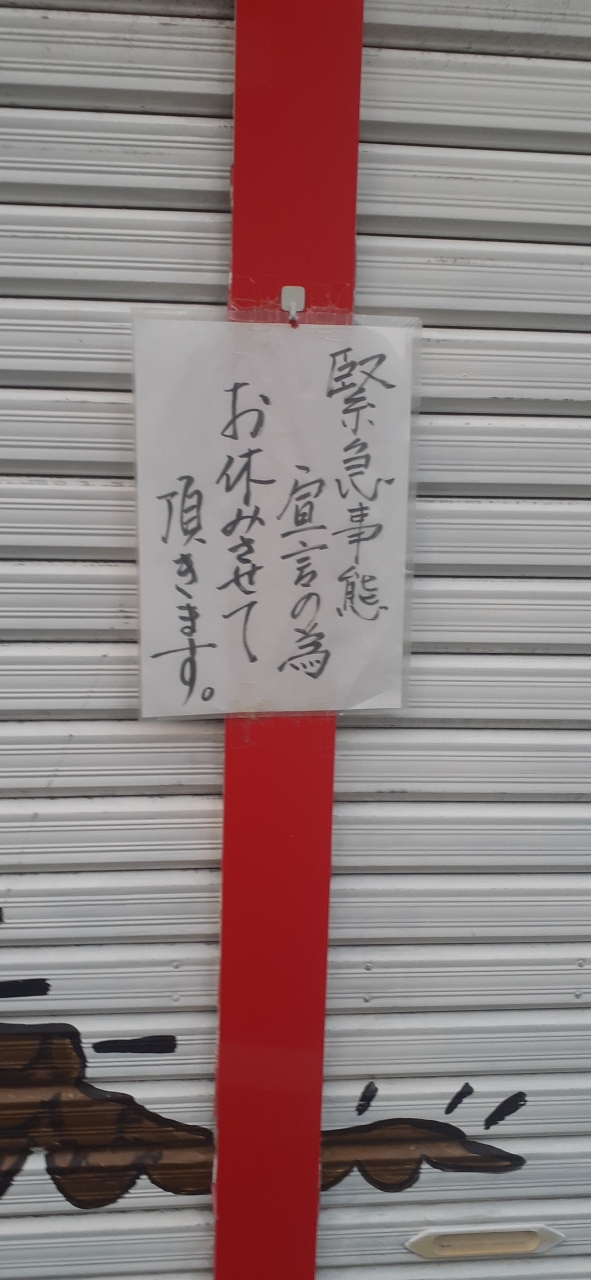 緊急事態
宣言の為
お休みさせて
頂きます。